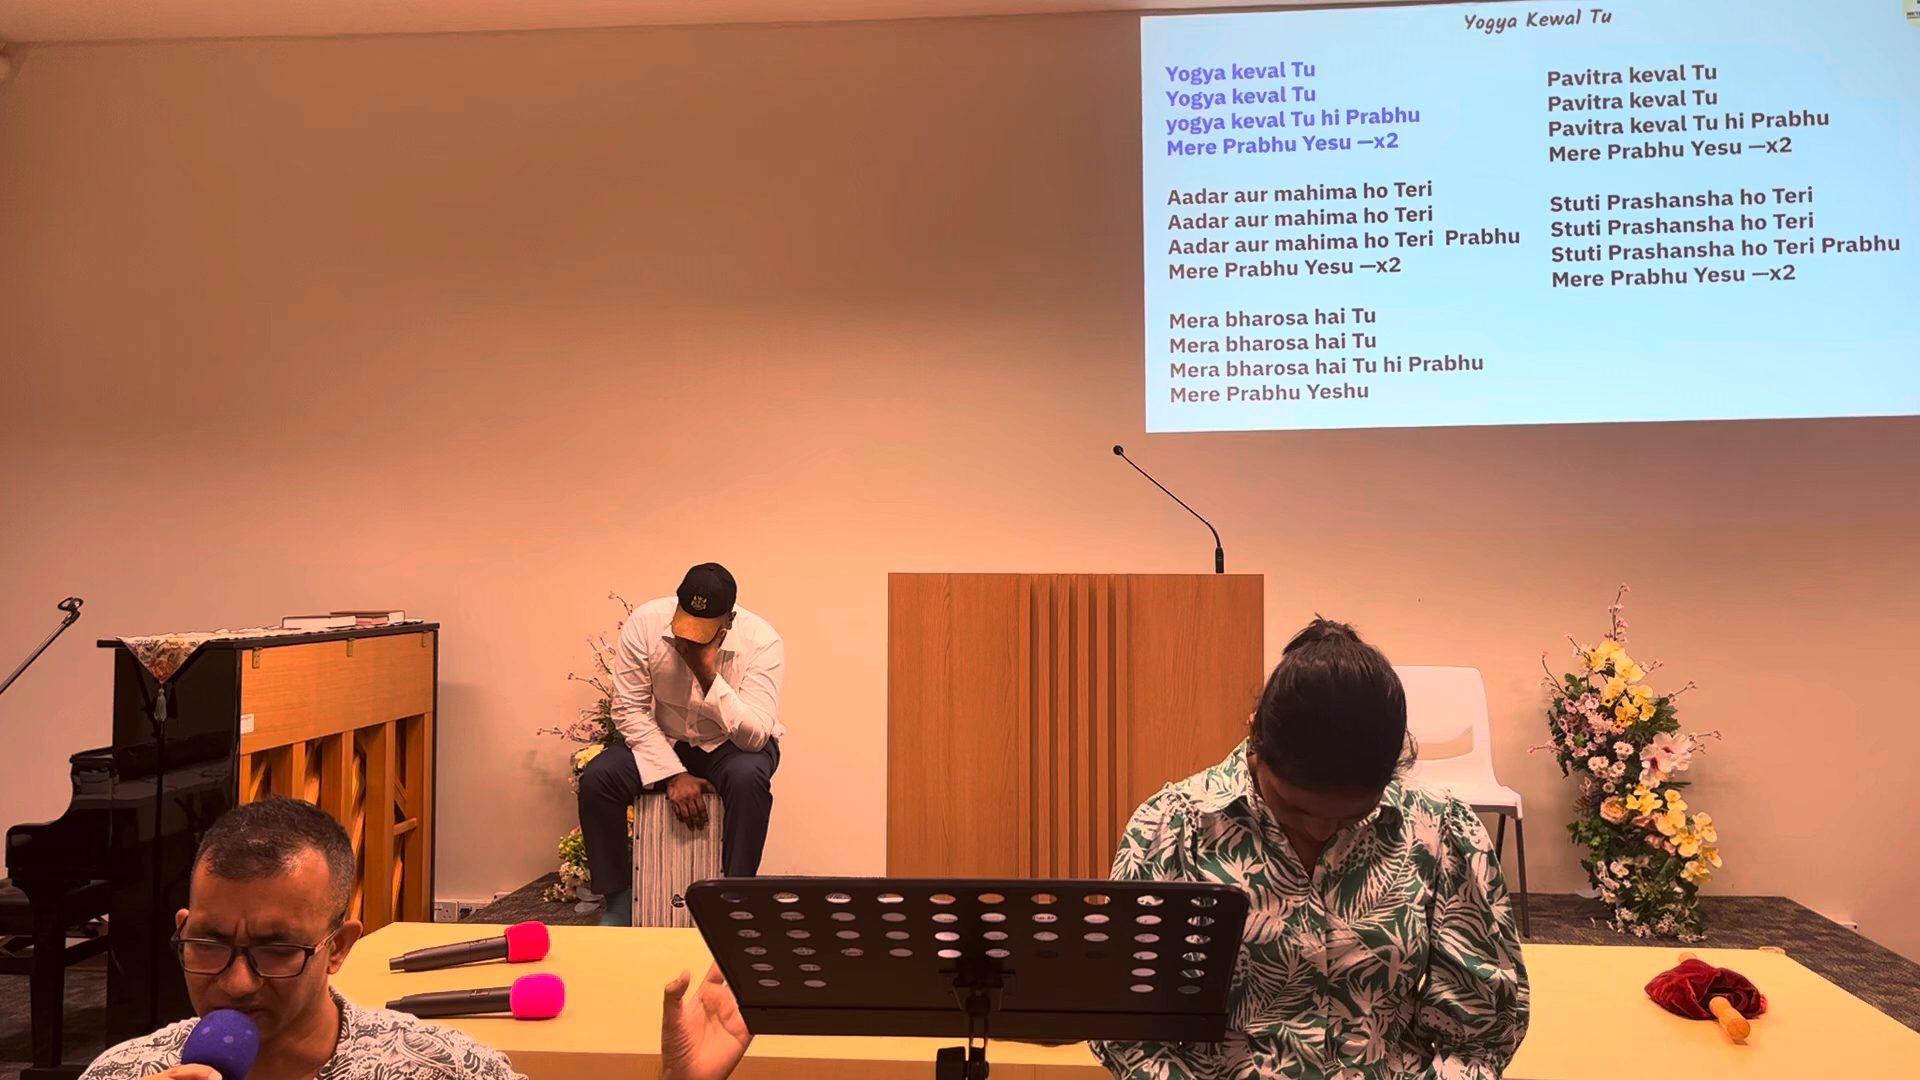 Yogya Kewal Tu
Yogya keval Tu
Yogya keval Tu
yogya keval Tu hi Prabhu
Mere Prabhu Yesu —x2
Aadar aur mahima ho Teri
Aadar aur mahima ho Teri
Aadar aur mahima ho Teri Prabhu
Mere Prabhu Yesu —x2
Mera bharosa hai Tu
Mera bharosa hai Tu
Mera bharosa hai Tu hi Prabhu
Mere Prabhu Yeshu
Pavitra keval Tu
Pavitra keval Tu
Pavitra keval Tu hi Prabhu
Mere Prabhu Yesu —x2
Stuti Prashansha ho Teri
Stuti Prashansha ho Teri
Stuti Prashansha ho Teri Prabhu
Mere Prabhu Yesu —x2